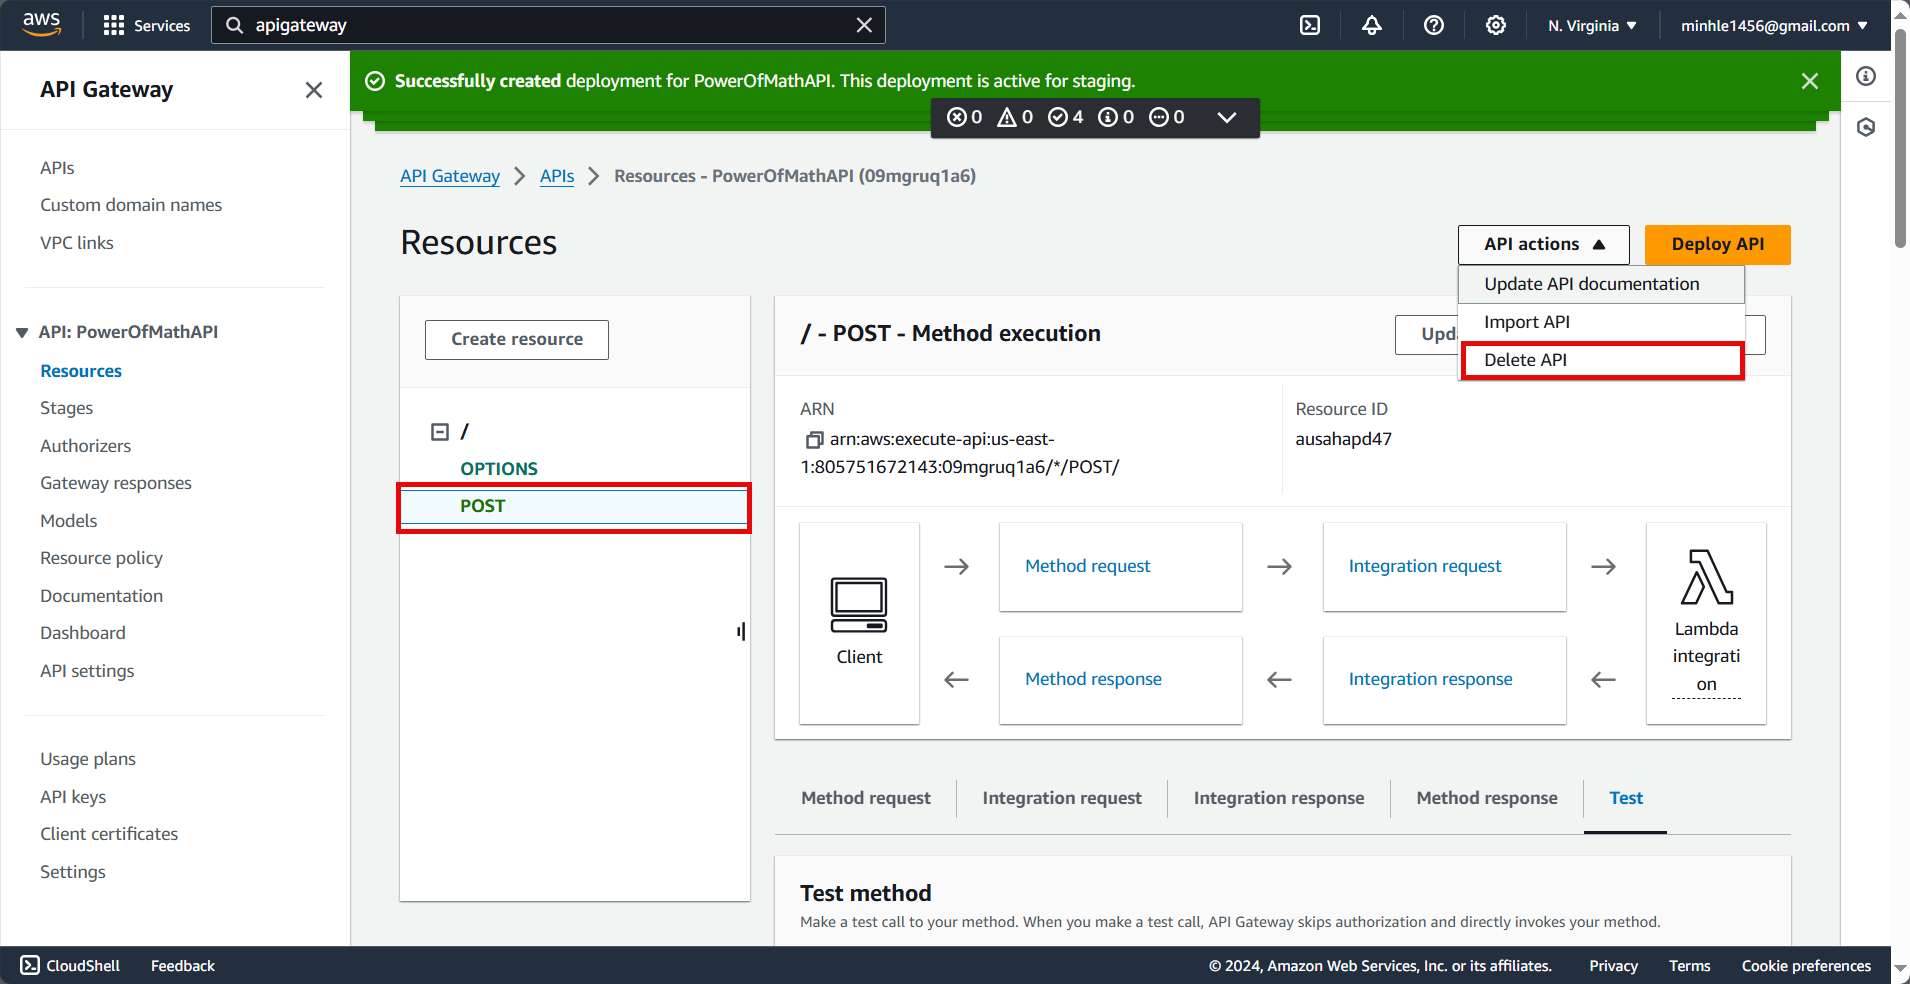 aws
Services
apigateway
N. Virginia
minhle1456@gmail.com
API Gateway
Successfully created deployment for PowerOfMathAPI. This deployment is active for staging.
0 0 4 0 0
APIs
Custom domain names
VPC links
API: PowerOfMathAPI
Resources
Stages
Authorizers
Gateway responses
Models
Resource policy
Documentation
Dashboard
API settings
Usage plans
API keys
Client certificates
Settings
API Gateway
APIs
Resources - PowerOfMathAPI (09mgruq1a6)
Resources
API actions
Deploy API
Update API documentation
Import API
Delete API
Create resource
/
OPTIONS
POST
/ - POST - Method execution
Upd
ARN
arn:aws:execute-api:us-east-
1:805751672143:09mgruq1a6/*/POST/
Resource ID
ausahapd47
Client
Method request
Integration request
Method response
Integration response
Lambda
integrati
on
Method request
Integration request
Integration response
Method response
Test
Test method
Make a test call to your method. When you make a test call, API Gateway skips authorization and directly invokes your method.
CloudShell
Feedback
© 2024, Amazon Web Services, Inc. or its affiliates.
Privacy
Terms
Cookie preferences